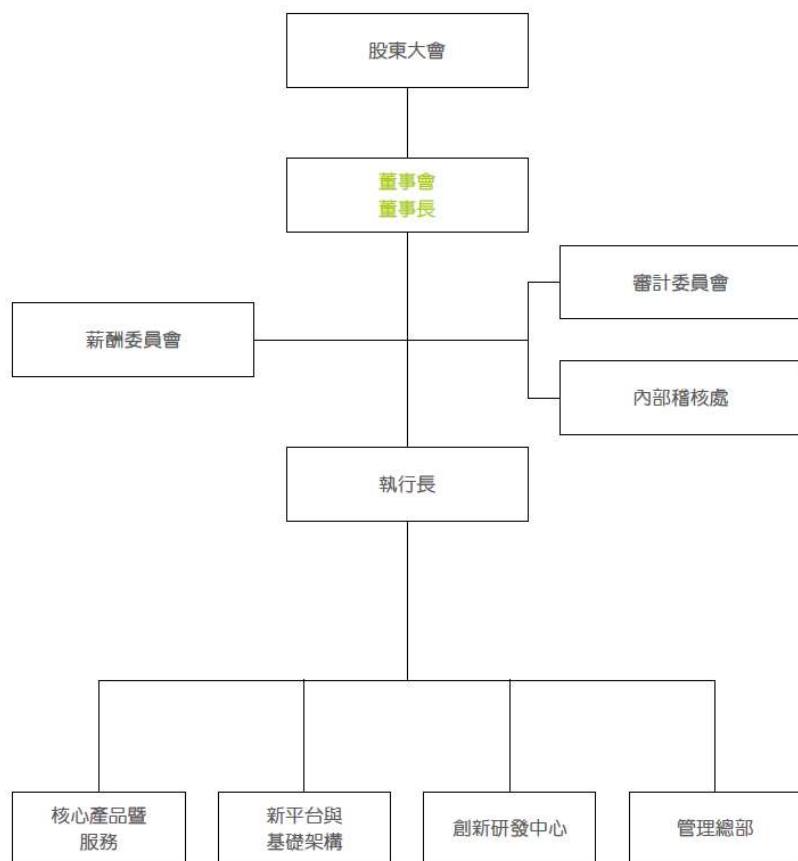 股東大會
董事會
董事長
審計委員會
薪酬委員會
內部稽核處
執行長
核心產品暨
服務
新平台與
基礎架構
創新研發中心
管理總部